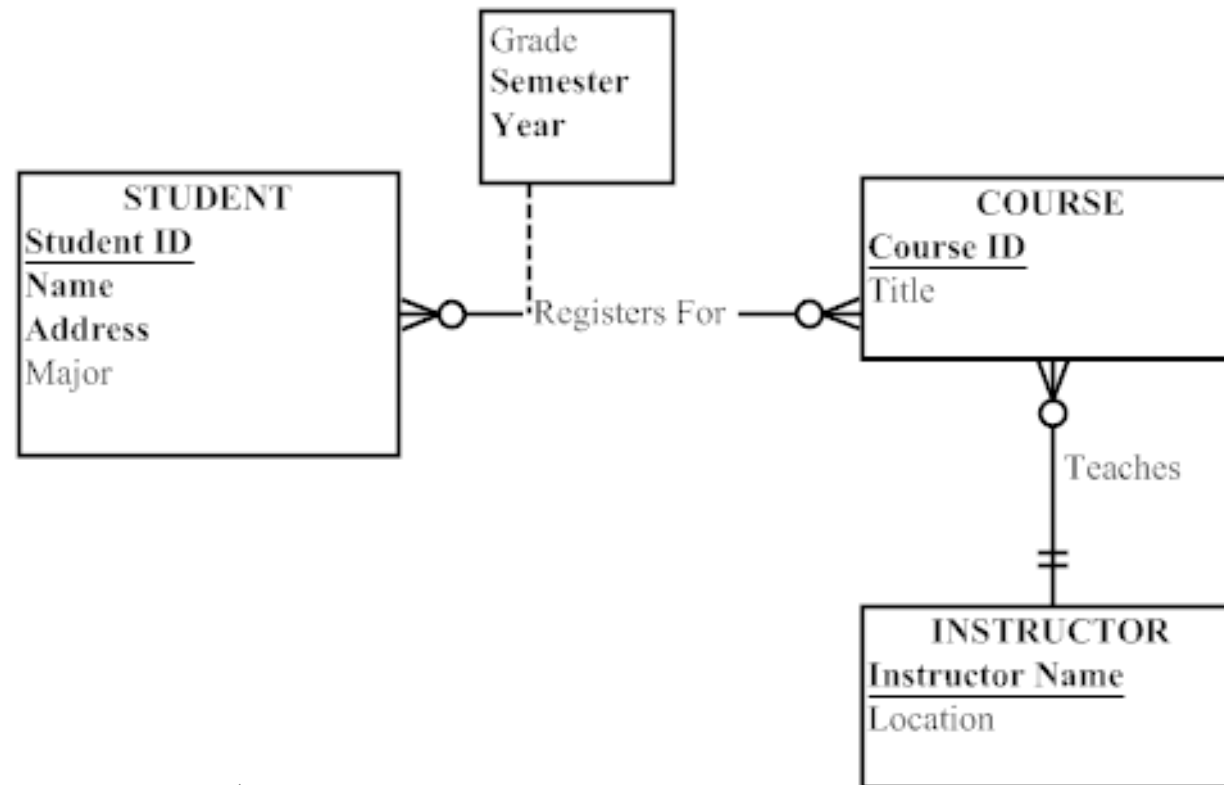 Grade
Semester
Year
STUDENT
Student ID
Name
Address
Major
Registers For
COURSE
Course ID
Title
Teaches
INSTRUCTOR
Instructor Name
Location